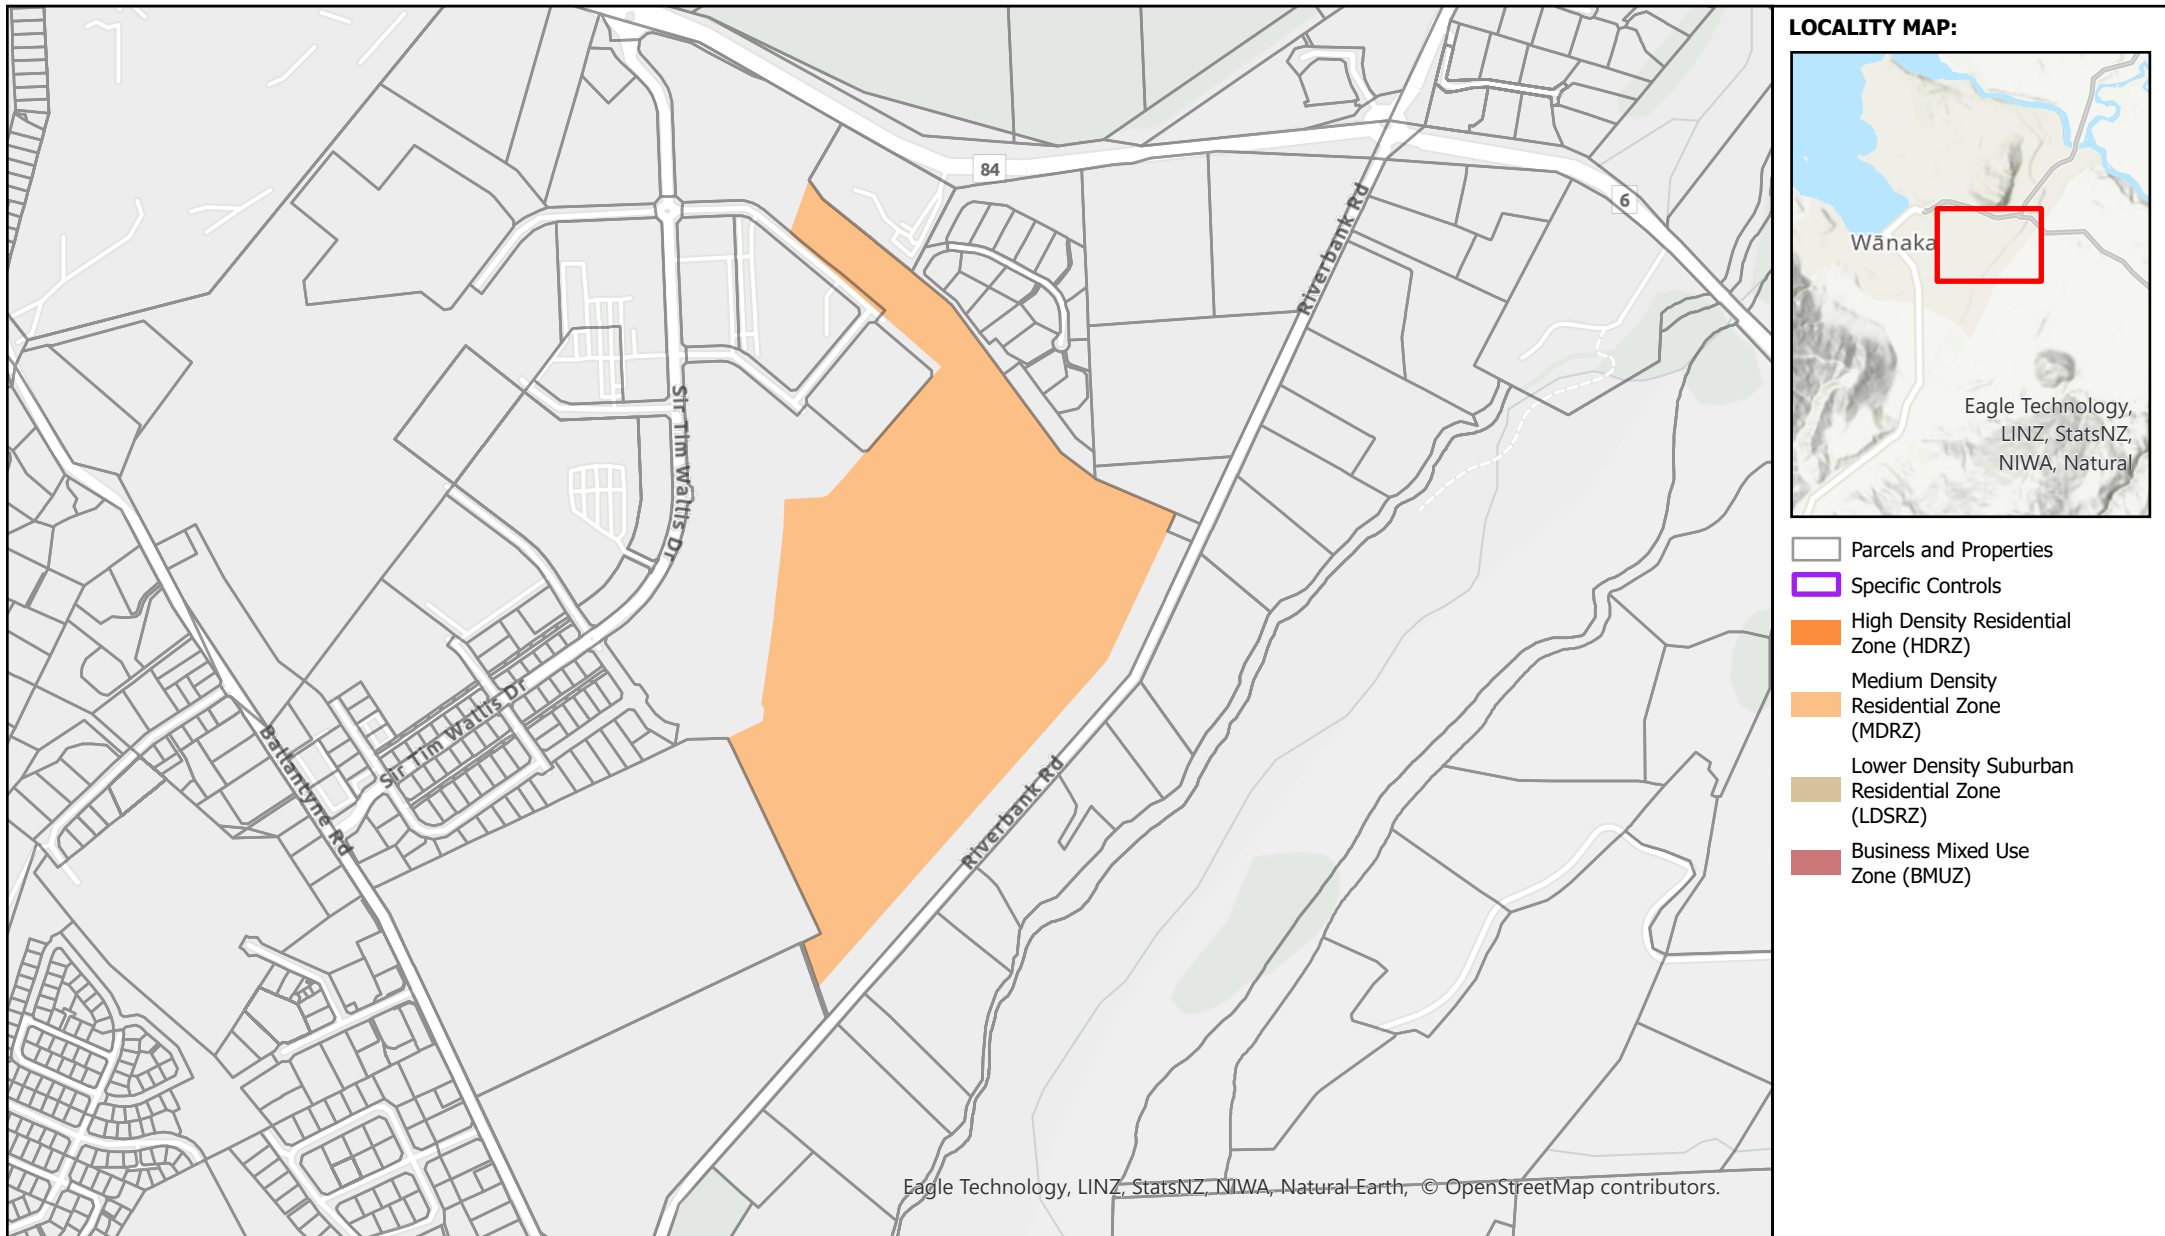 84
6
Riverbank Rd
Riverbank Rd
Sir Tim Wallis Dr
Sir Tim Wallis Dr
Ballantyne Rd
Riverbank Rd
Eagle Technology, LINZ, StatsNZ, NIWA, Natural Earth, © OpenStreetMap contributors.
LOCALITY MAP:
Wānaka
Eagle Technology,
LINZ, StatsNZ,
NIWA, Natural
Parcels and Properties
Specific Controls
High Density Residential
Zone (HDRZ)
Medium Density
Residential Zone
(MDRZ)
Lower Density Suburban
Residential Zone
(LDSRZ)
Business Mixed Use
Zone (BMUZ)